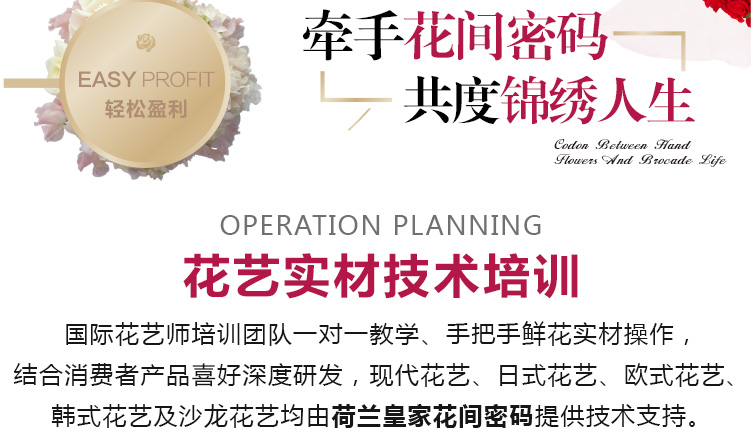 EASY PROFIT
轻松盈利
牵手花间密码
共度锦绣人生
Codon Between Hand
Flowers And Brocade Life
OPERATION PLANNING
花艺实材技术培训
国际花艺师培训团队一对一教学、手把手鲜花实材操作，
结合消费者产品喜好深度研发，现代花艺、日式花艺、欧式花艺、
韩式花艺及沙龙花艺均由荷兰皇家花间密码提供技术支持。